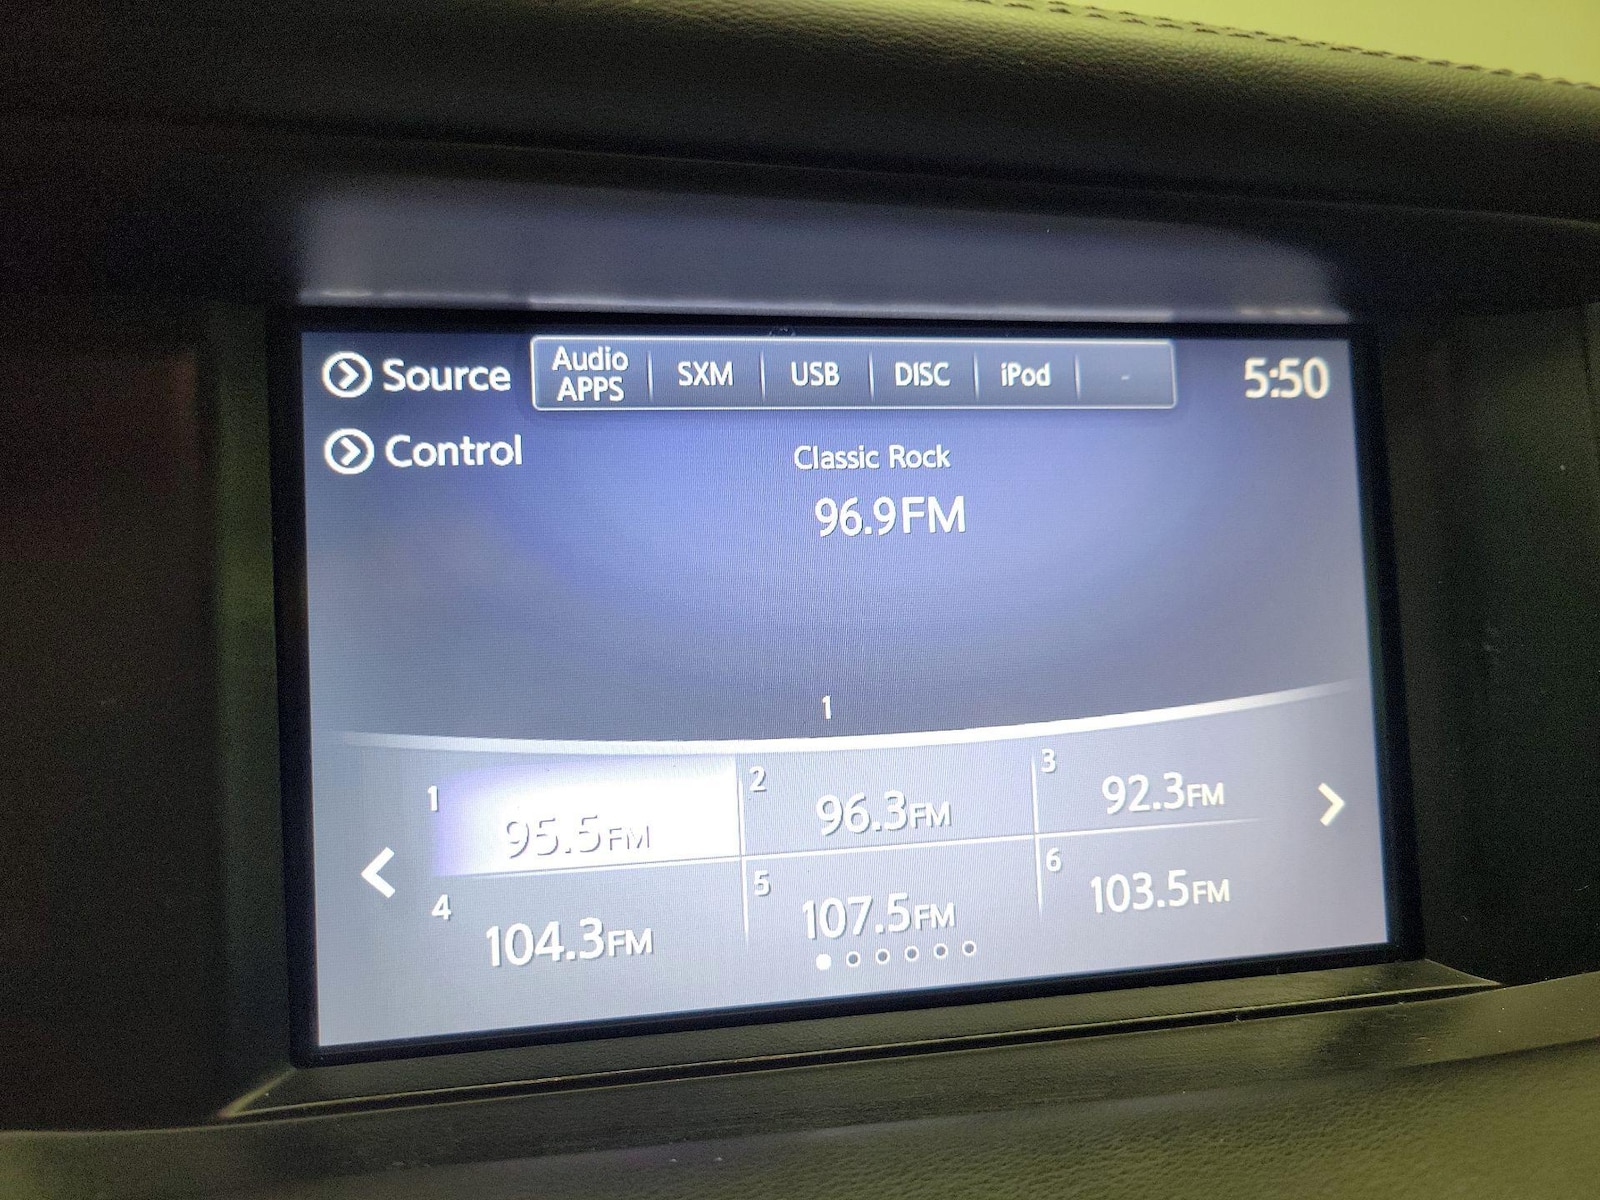 Source
Audio APPS
SXM
USB
DISC
iPod
-
5:50
Control
Classic Rock
96.9FM
1
1
95.5FM
2
96.3FM
3
92.3FM
4
104.3FM
5
107.5FM
6
103.5FM